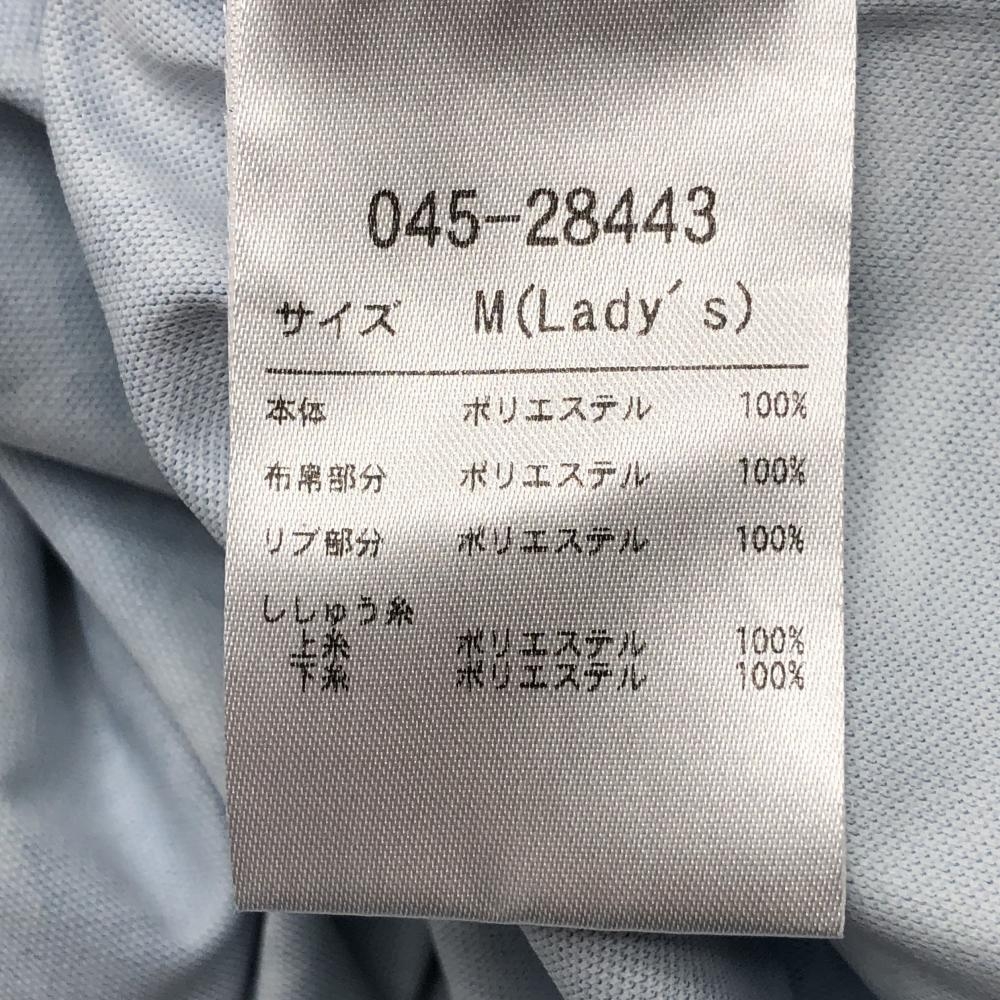 045-28443
サイズ M(Lady's)
本体 ポリエステル 100%
布帛部分 ポリエステル 100%
リブ部分 ポリエステル 100%
ししゅう糸
上糸 ポリエステル 100%
下糸 ポリエステル 100%